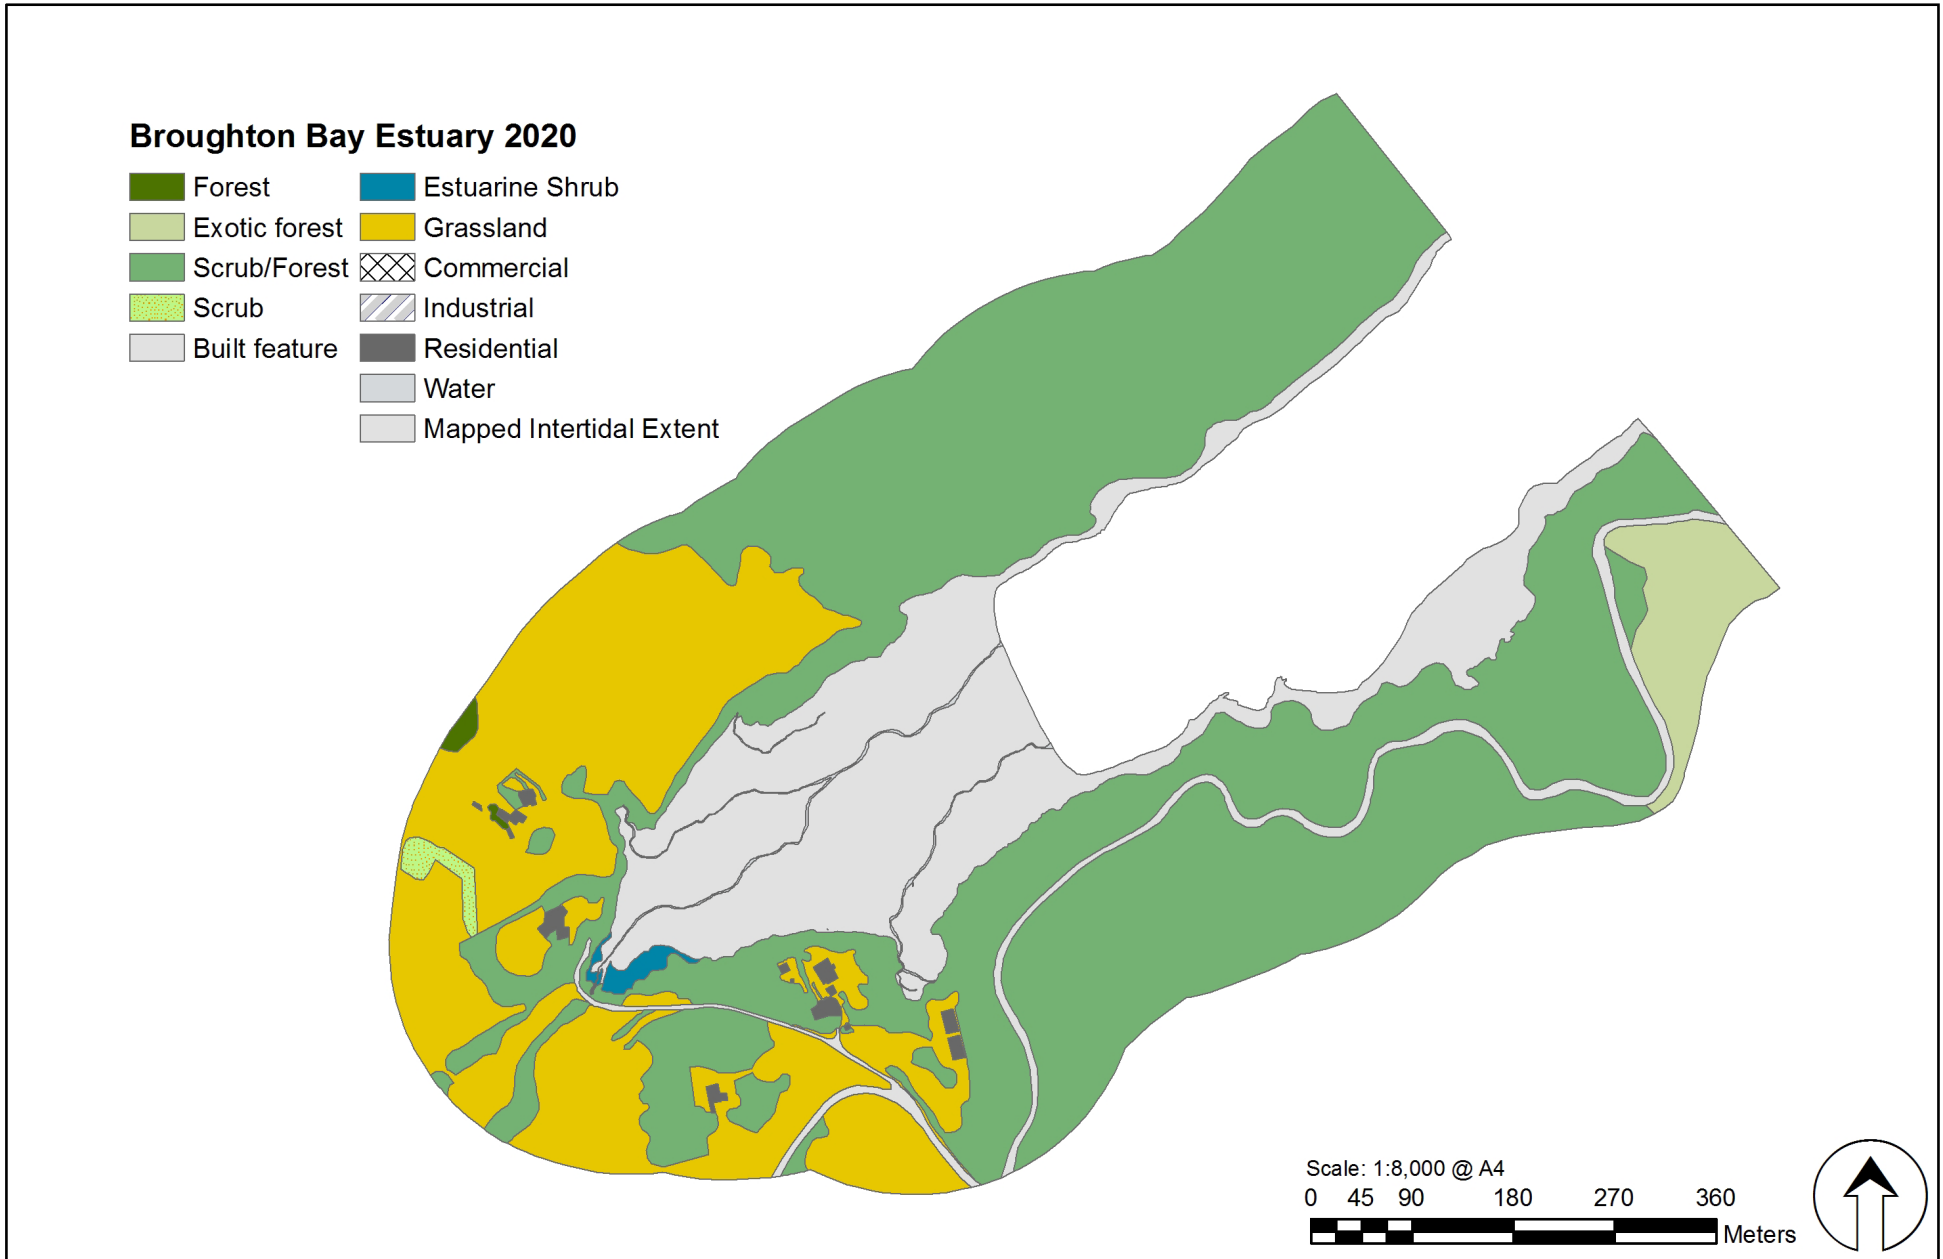 Broughton Bay Estuary 2020
Forest
Exotic forest
Scrub/Forest
Scrub
Built feature
Estuarine Shrub
Grassland
Commercial
Industrial
Residential
Water
Mapped Intertidal Extent
Scale: 1:8,000 @ A4
0 45 90 180 270 360
Meters